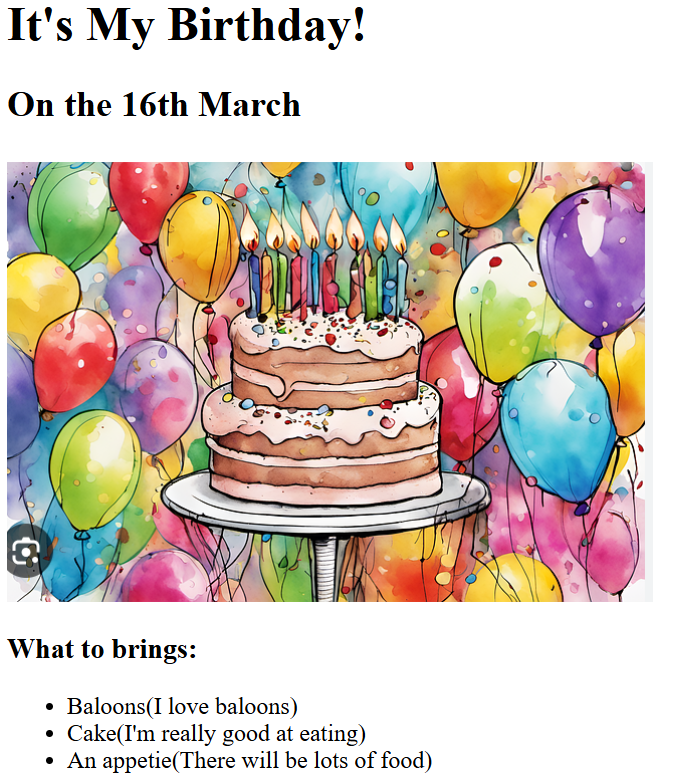 It's My Birthday!
On the 16th March
What to brings:
Baloons(I love baloons)
Cake(I'm really good at eating)
An appetie(There will be lots of food)